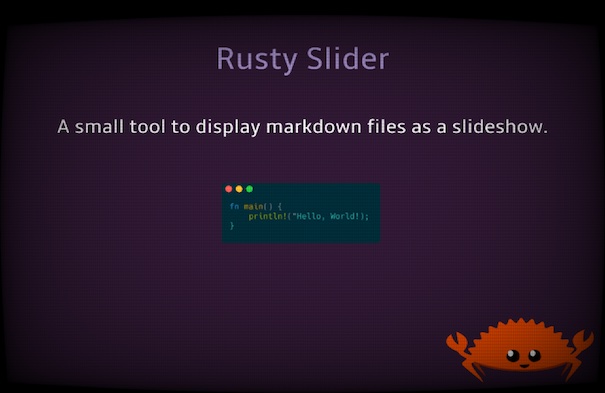 Rusty Slider
A small tool to display markdown files as a slideshow.
fn main() {
println!("Hello, World!);
}